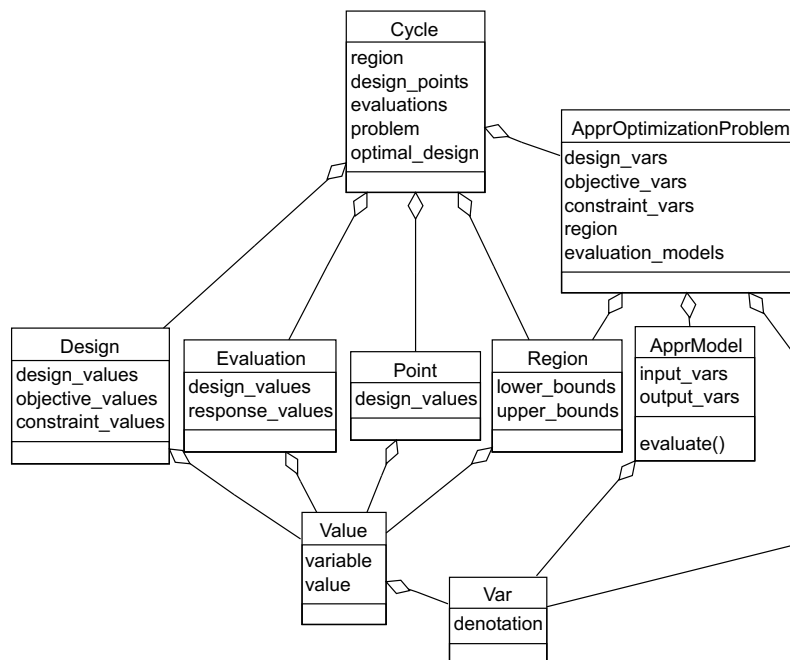 Cycle
region
design_points
evaluations
problem
optimal_design
ApprOptimizationProblem
design_vars
objective_vars
constraint_vars
region
evaluation_models
Design
design_values
objective_values
constraint_values
Evaluation
design_values
response_values
Point
design_values
Region
lower_bounds
upper_bounds
ApprModel
input_vars
output_vars
evaluate()
Value
variable
value
Var
denotation